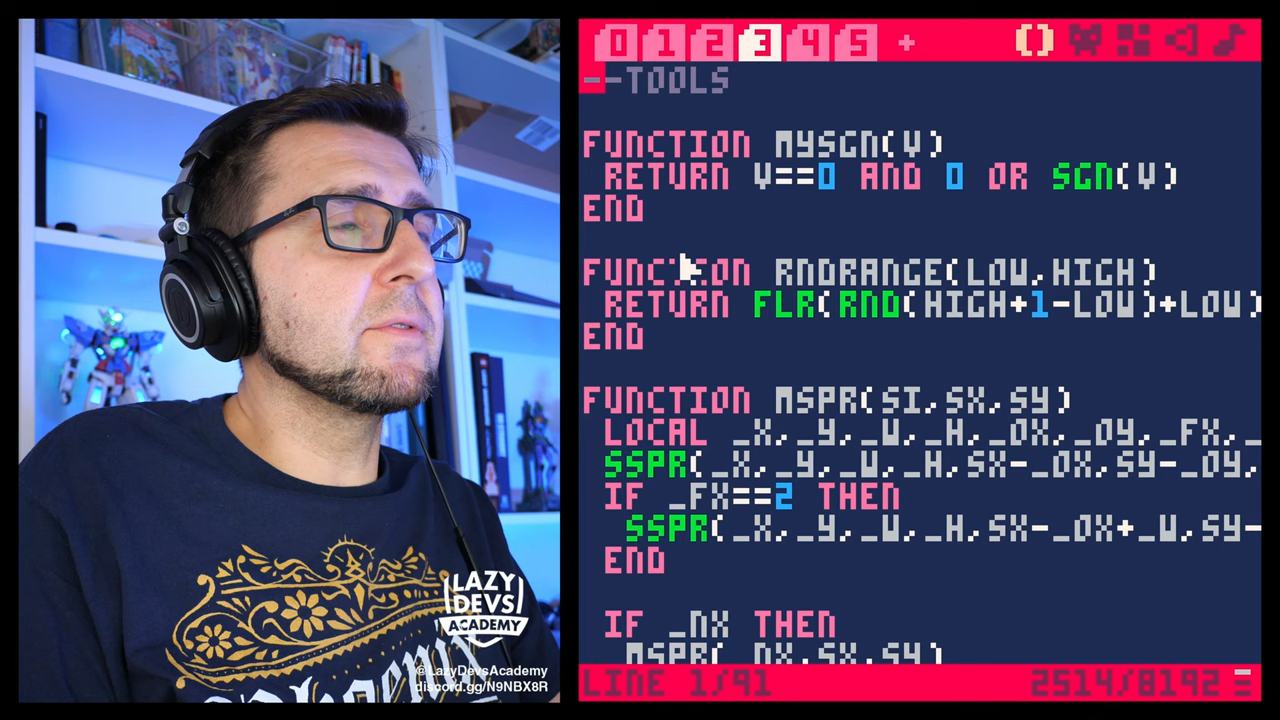 0 1 2 3 4 5 +
--TOOLS
FUNCTION MYSGN(V)
RETURN V==0 AND 0 OR SGN(V)
END
FUNCTION RNDRANGE(LOW,HIGH)
RETURN FLR(RND(HIGH+1-LOW)+LOW)
END
FUNCTION MSPR(SI,SX,SY)
LOCAL _X,_Y,_W,_H,_OX,_OY,_FX,_
SSPR(_X,_Y,_W,_H,SX-_OX,SY-_OY,
IF _FX==2 THEN
SSPR(_X,_Y,_W,_H,SX-_OX+_W,SY-
END
IF _NX THEN
MSPR(_NX,SX,SY)
LINE 1/91
2514/8192
LAZY
DEVS
ACADEMY
@LazyDevsAcademy
discord.gg/N9NBX8R